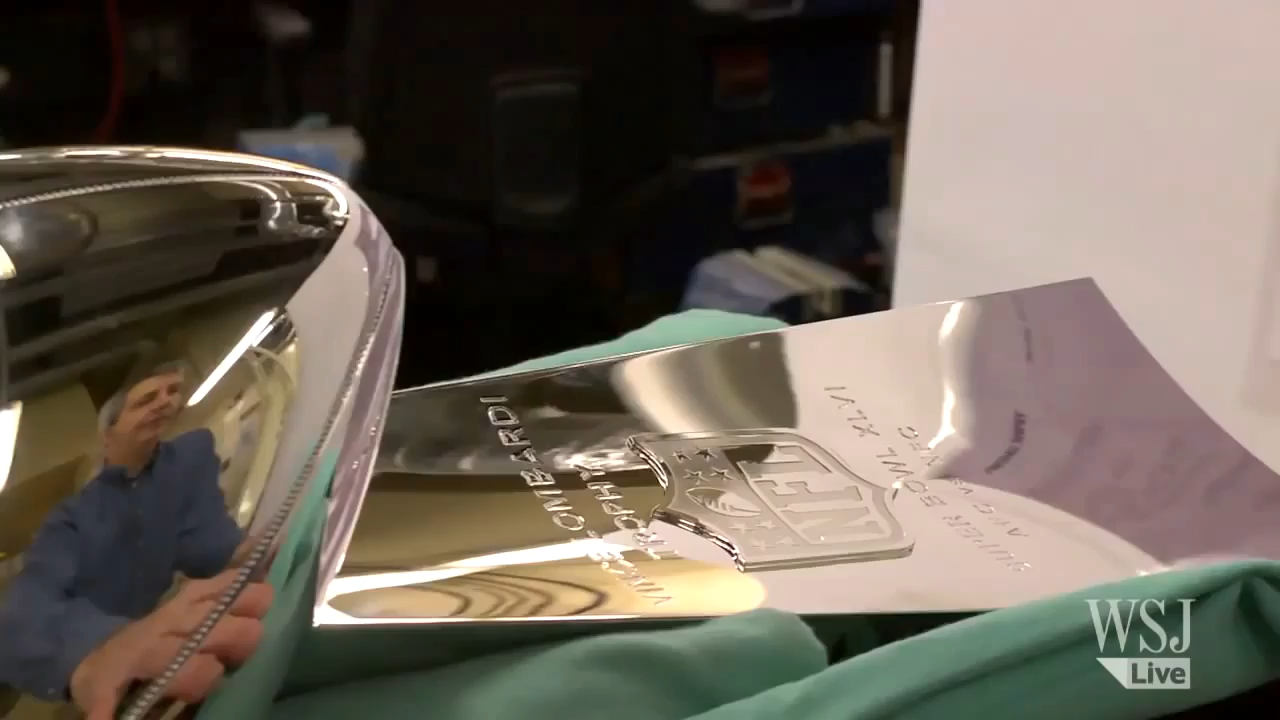 VINCE LOMBARDI
TROPHY
NFL
SUPER BOWL XLVI
AFC VS NFC
WSJ
Live